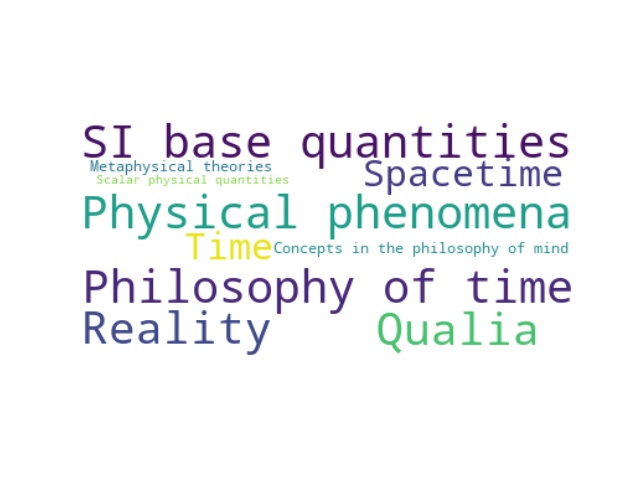 SI base quantities
Metaphysical theories
Spacetime
Scalar physical quantities
Physical phenomena
Time
Concepts in the philosophy of mind
Philosophy of time
Reality
Qualia